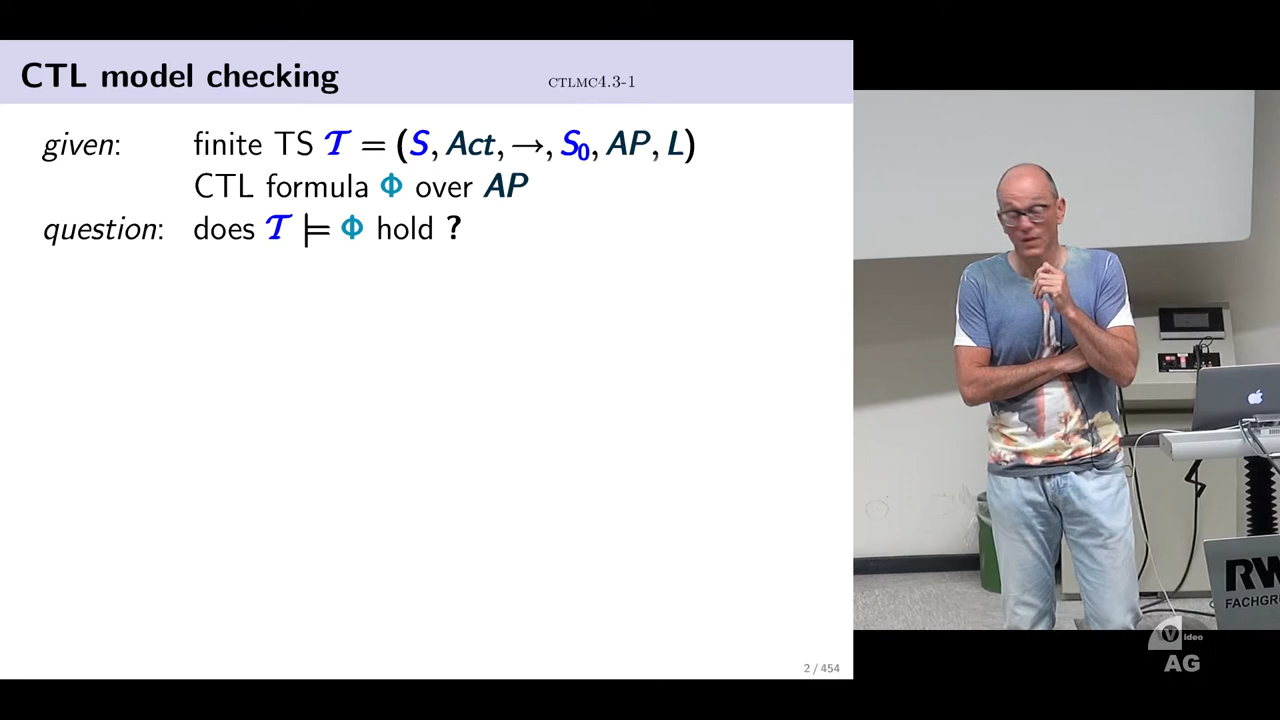 CTL model checking CTLMC4.3-1
given: finite TS 𝒯 = (S, Act, →, S₀, AP, L)
CTL formula Φ over AP
question: does 𝒯 ⊨ Φ hold ?
2 / 454
RW
FACHGR
Video
AG